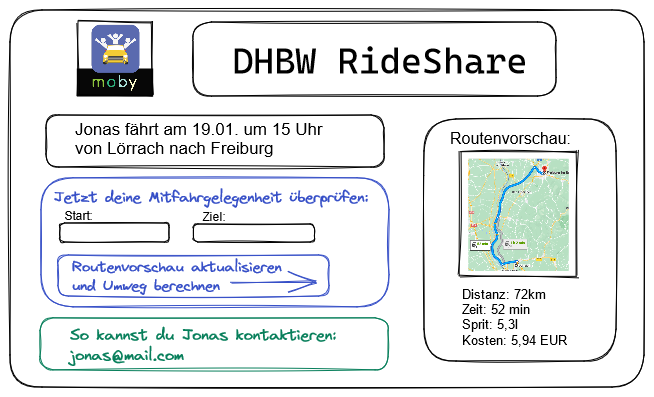 moby
DHBW RideShare
Jonas fährt am 19.01. um 15 Uhr
von Lörrach nach Freiburg
Jetzt deine Mitfahrgelegenheit überprüfen:
Start:
Ziel:
Routenvorschau aktualisieren
und Umweg berechnen
So kannst du Jonas kontaktieren:
jonas@mail.com
Routenvorschau:
Distanz: 72km
Zeit: 52 min
Sprit: 5,3l
Kosten: 5,94 EUR